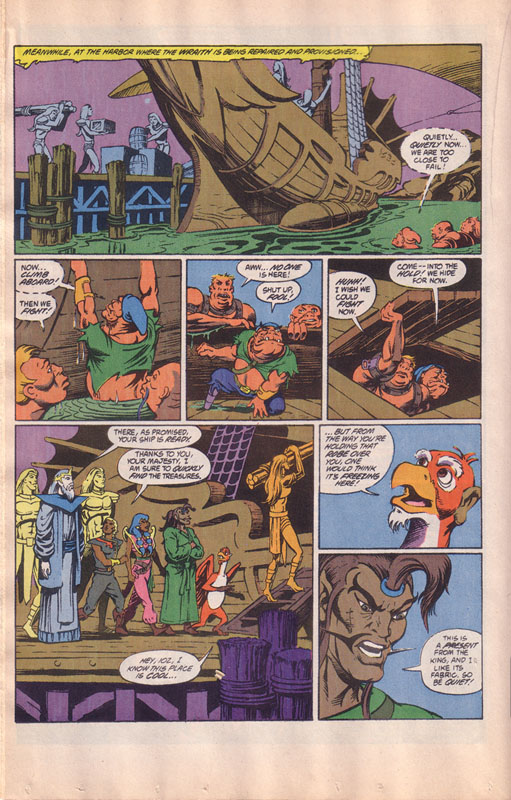 MEANWHILE, AT THE HARBOR WHERE THE WRAITH IS BEING REPAIRED AND PROVISIONED...
QUIETLY...
QUIETLY NOW...
WE ARE TOO
CLOSE TO
FAIL!
NOW...
CLIMB
ABOARD!
THEN WE
FIGHT!
AWW... NO ONE
IS HERE!
SHUT UP,
FOOL!
NUNN! I
I WISH WE
COULD
FIGHT
NOW.
COME-- INTO THE
HOLD! WE HIDE
FOR NOW.
THERE, AS PROMISED,
YOUR SHIP IS READY.
THANKS TO YOU,
YOUR MAJESTY, I
AM SURE TO QUICKLY
FIND THE TREASURES.
HEY, IOZ, I
KNOW THIS PLACE
IS COOL...
...BUT FROM
THE WAY YOU'RE
HOLDING THAT
ROBE OVER
YOU, ONE
WOULD THINK
IT'S FREEZING
HERE!
THIS IS
A PRESENT
FROM THE
KING, AND I
LIKE ITS
FABRIC. SO
BE QUIET!